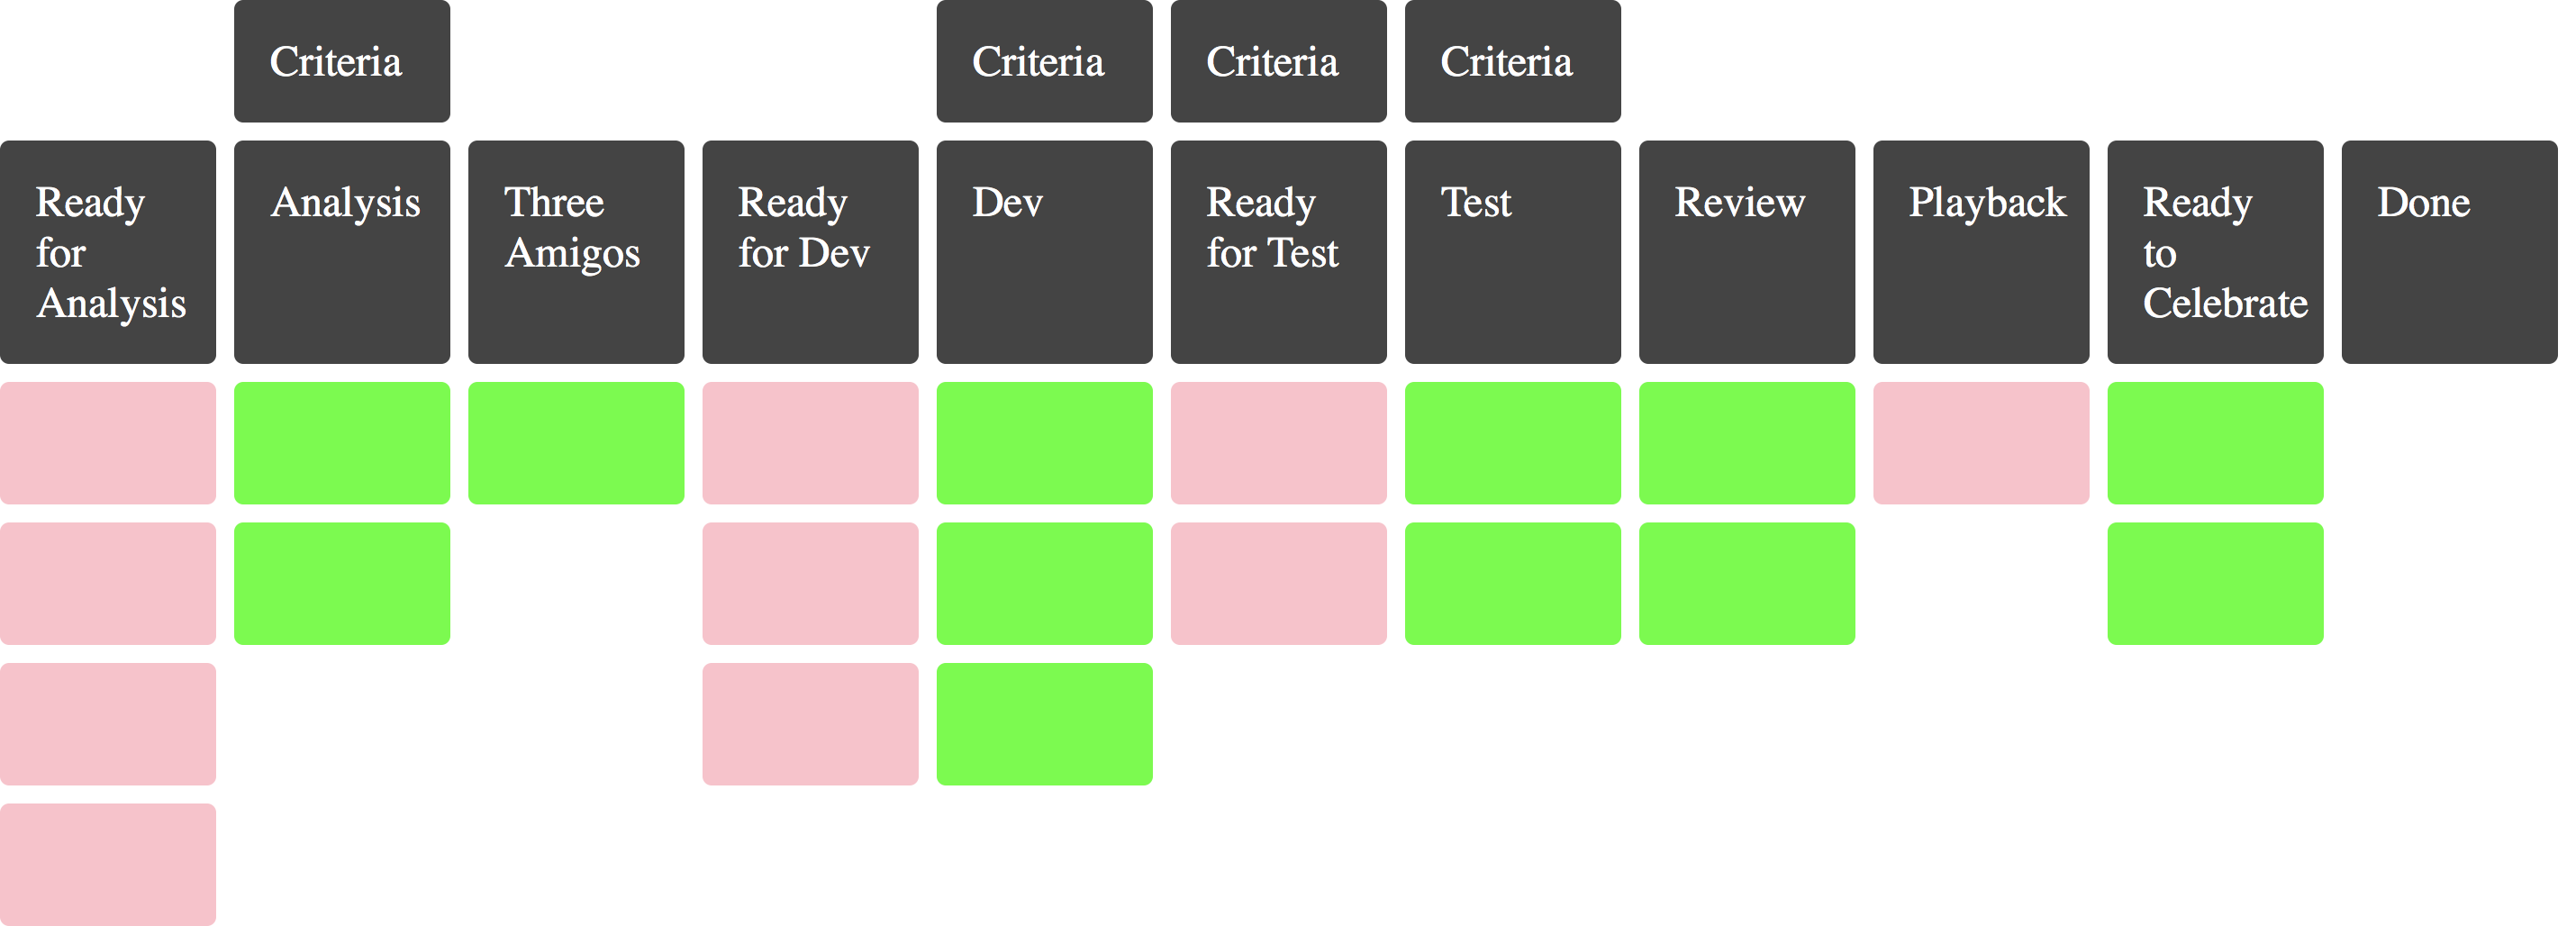 Criteria
Criteria
Criteria
Criteria
Ready
for
Analysis
Analysis
Three
Amigos
Ready
for Dev
Dev
Ready
for Test
Test
Review
Playback
Ready
to
Celebrate
Done